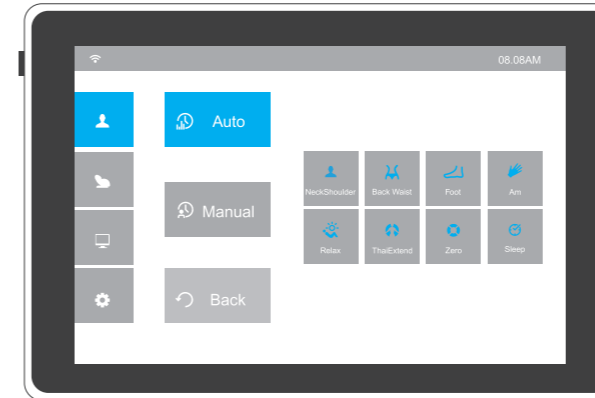 08.08AM
Auto
Manual
Back
NeckShoulder
Back Waist
Foot
Am
Relax
ThaiExtend
Zero
Sleep